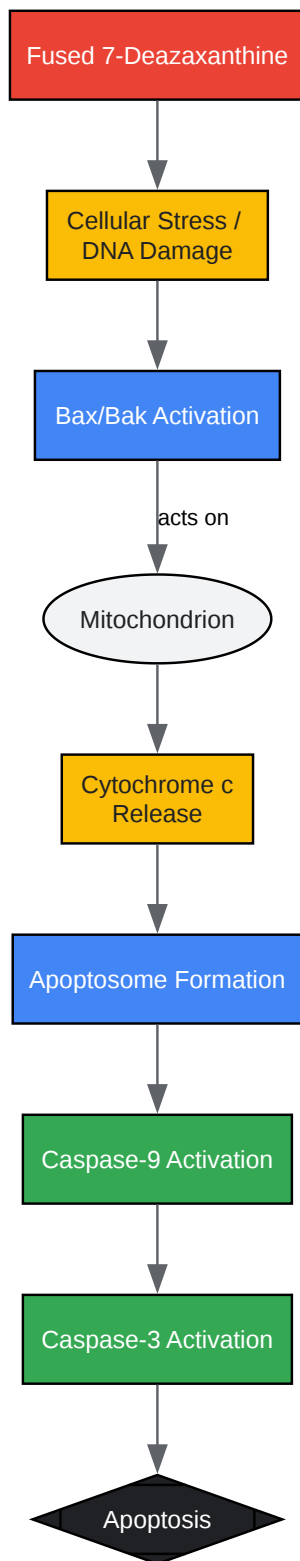 Fused 7-Deazaxanthine
Cellular Stress /
DNA Damage
Bax/Bak Activation
acts on
Mitochondrion
Cytochrome c
Release
Apoptosome Formation
Caspase-9 Activation
Caspase-3 Activation
Apoptosis